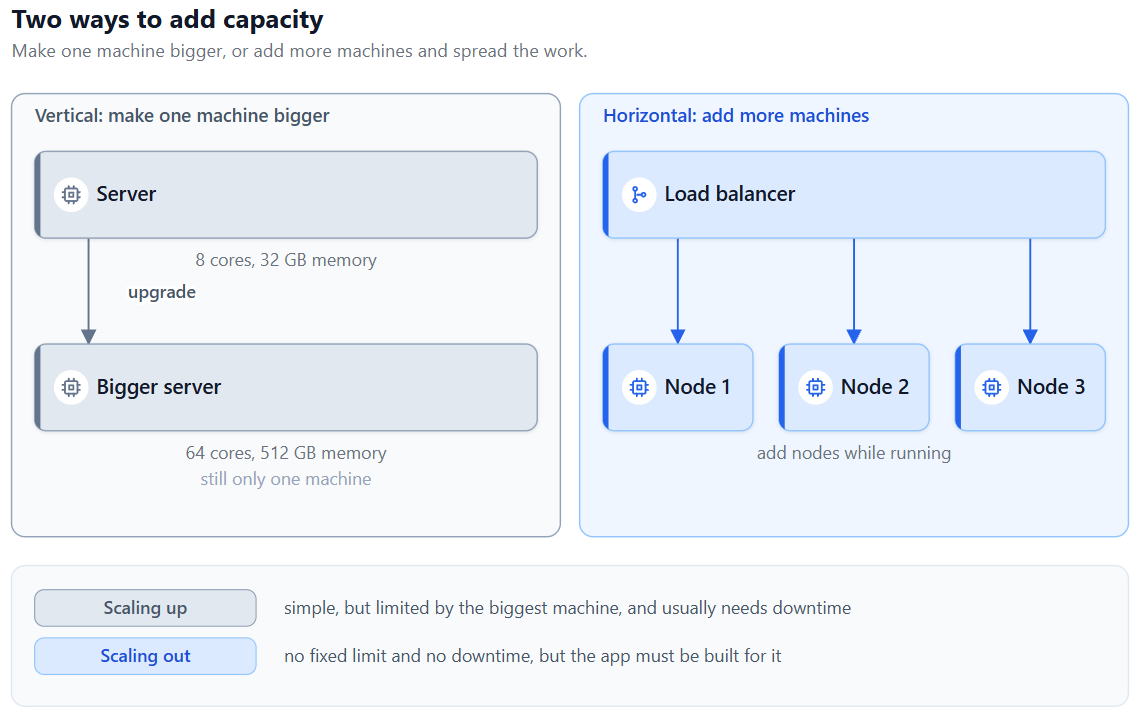 Two ways to add capacity
Make one machine bigger, or add more machines and spread the work.
Vertical: make one machine bigger
Server
8 cores, 32 GB memory
upgrade
Bigger server
64 cores, 512 GB memory
still only one machine
Horizontal: add more machines
Load balancer
Node 1
Node 2
Node 3
add nodes while running
Scaling up
simple, but limited by the biggest machine, and usually needs downtime
Scaling out
no fixed limit and no downtime, but the app must be built for it